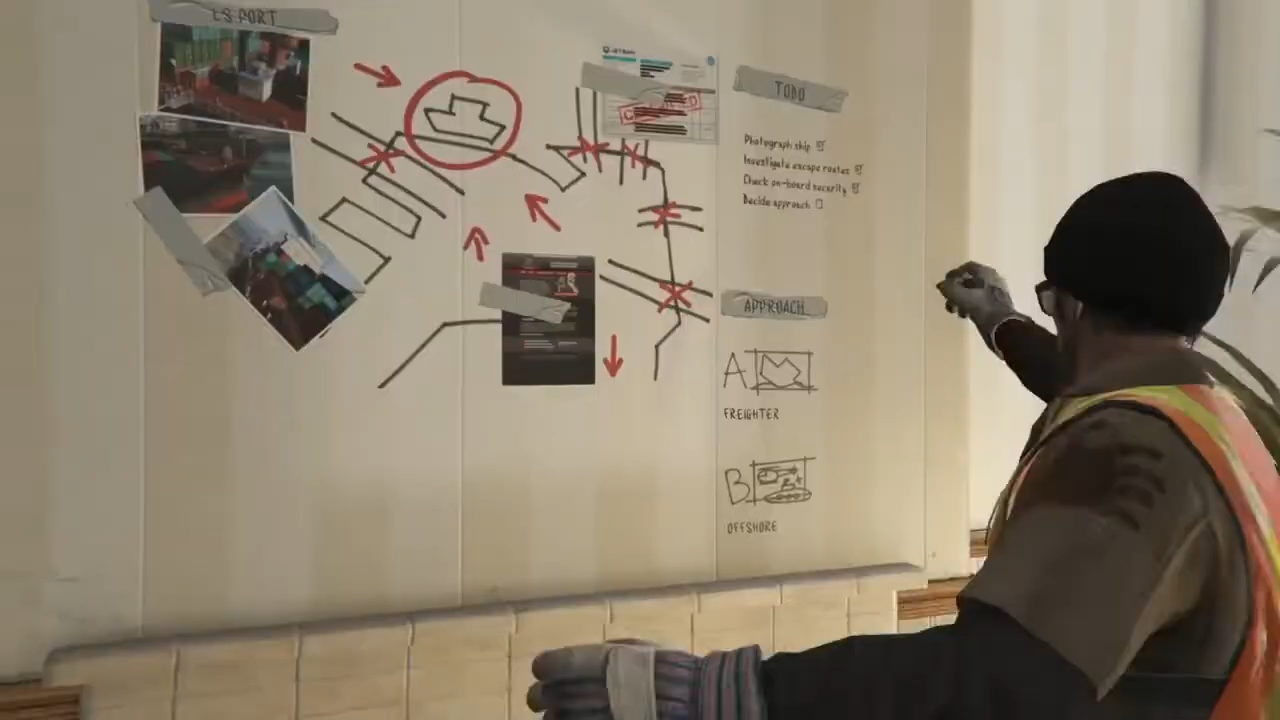 LS PORT
TODO
Photograph ship
Investigate escape routes
Check on-board security
Decide approach
APPROACH
A
FREIGHTER
B
OFFSHORE